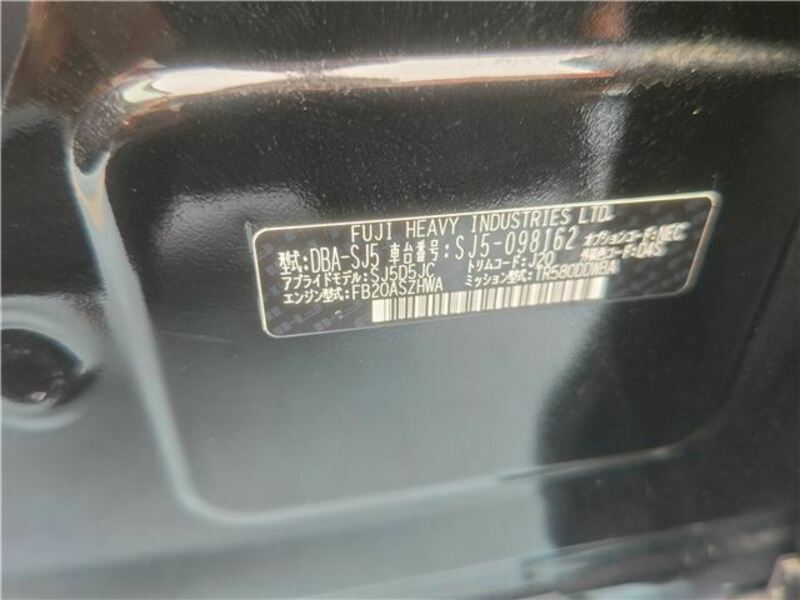 FUJI HEAVY INDUSTRIES LTD.
型式:DBA-SJ5 車台番号:SJ5-098162 オプションコード:NEC
アプライドモデル:SJ5D5JC トリムコード:J20 外装色コード:DAS
エンジン型式:FB20ASZHWA ミッション型式:TR580DDWBA